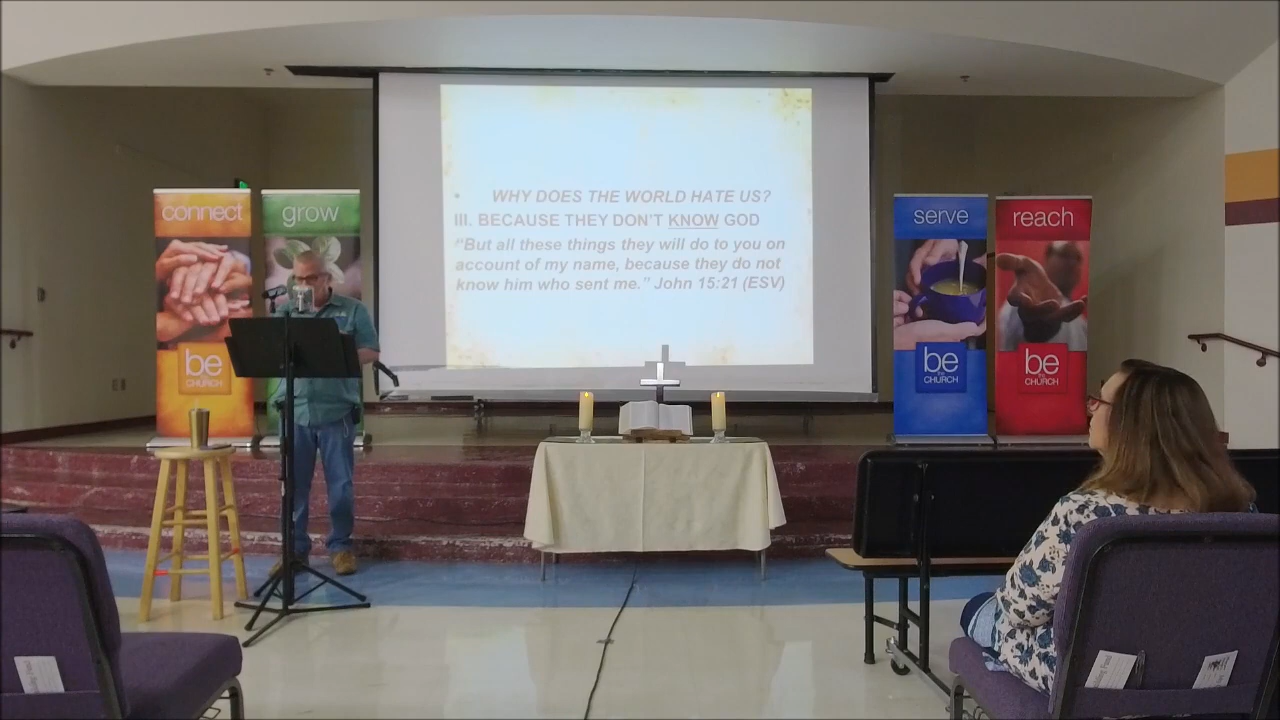 connect
grow
serve
reach
• WHY DOES THE WORLD HATE US?
III. BECAUSE THEY DON'T KNOW GOD
“But all these things they will do to you on
account of my name, because they do not
know him who sent me.” John 15:21 (ESV)
be
CHURCH
be
the
CHURCH
be
the
CHURCH